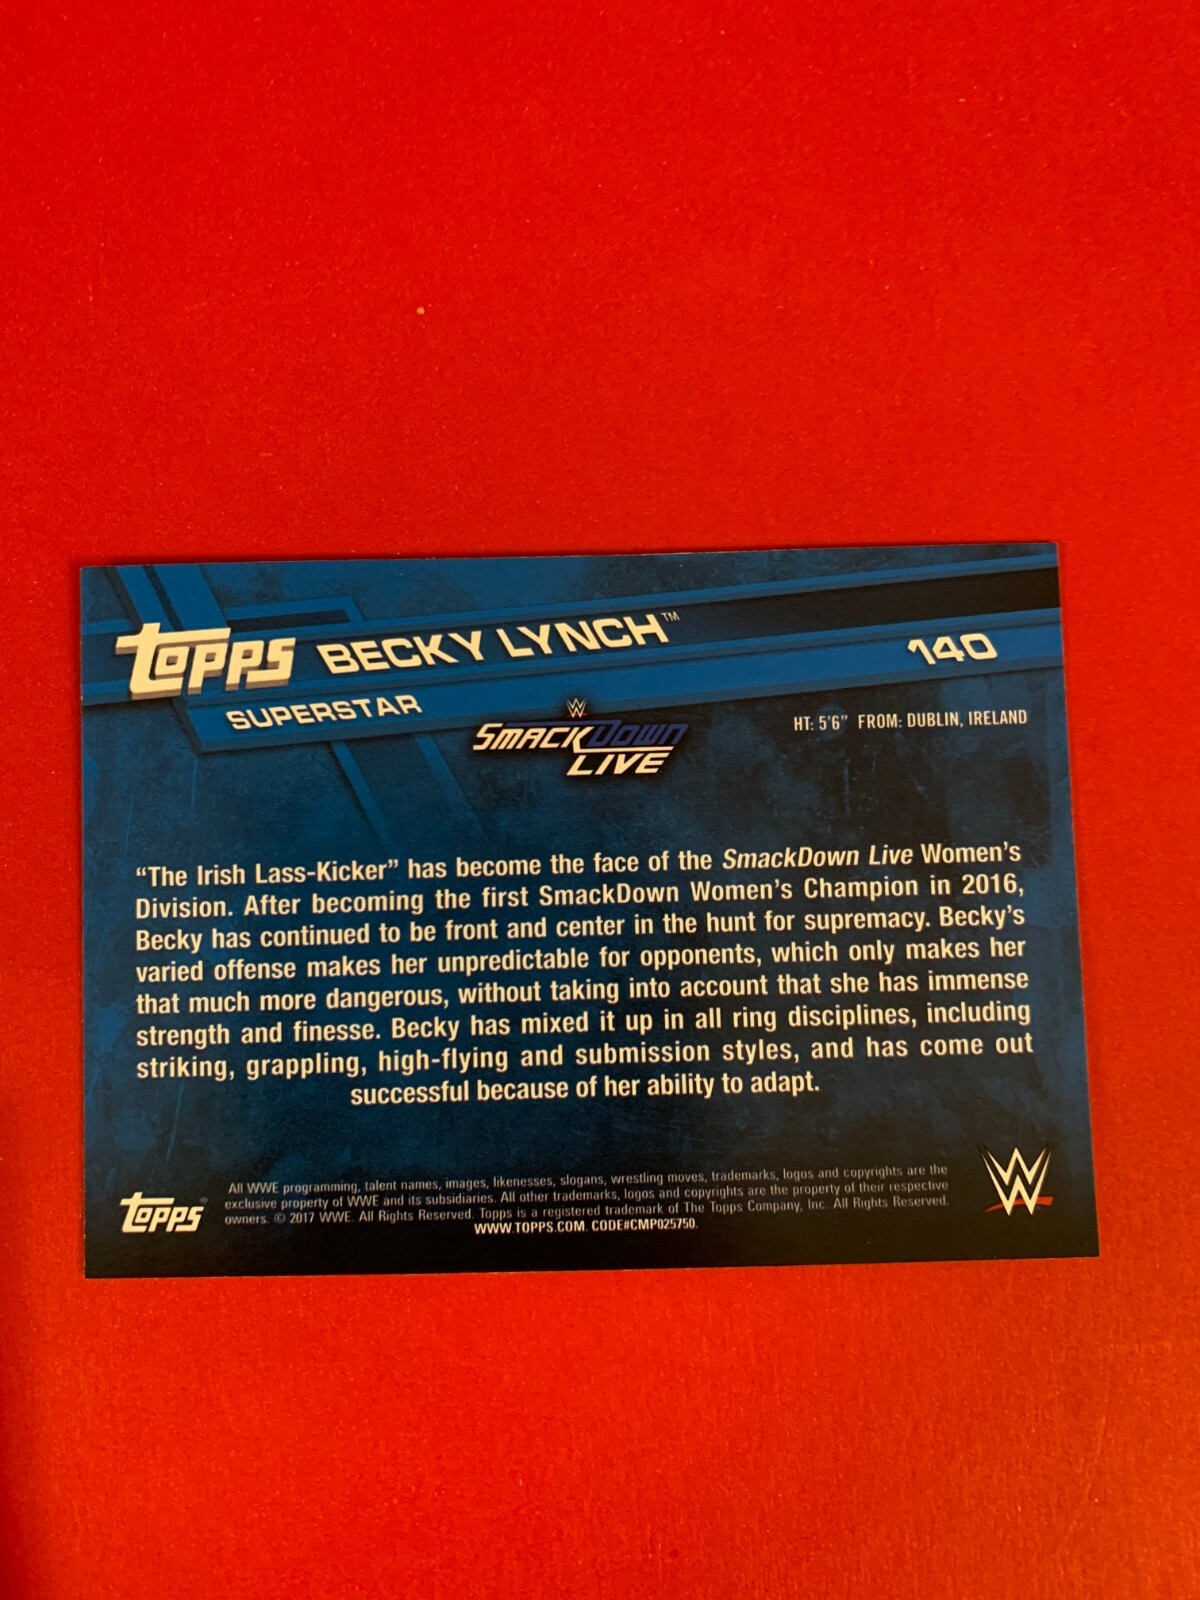 Topps BECKY LYNCH™ 140
SUPERSTAR
W
SMACKDOWN
LIVE
HT: 5'6" FROM: DUBLIN, IRELAND
“The Irish Lass-Kicker” has become the face of the SmackDown Live Women’s
Division. After becoming the first SmackDown Women’s Champion in 2016,
Becky has continued to be front and center in the hunt for supremacy. Becky’s
varied offense makes her unpredictable for opponents, which only makes her
that much more dangerous, without taking into account that she has immense
strength and finesse. Becky has mixed it up in all ring disciplines, including
striking, grappling, high-flying and submission styles, and has come out
successful because of her ability to adapt.
Topps®
All WWE programming, talent names, images, likenesses, slogans, wrestling moves, trademarks, logos and copyrights are the
exclusive property of WWE and its subsidiaries. All other trademarks, logos and copyrights are the property of their respective
owners. © 2017 WWE. All Rights Reserved. Topps is a registered trademark of The Topps Company, Inc. All Rights Reserved.
WWW.TOPPS.COM. CODE#CMP025750.
W